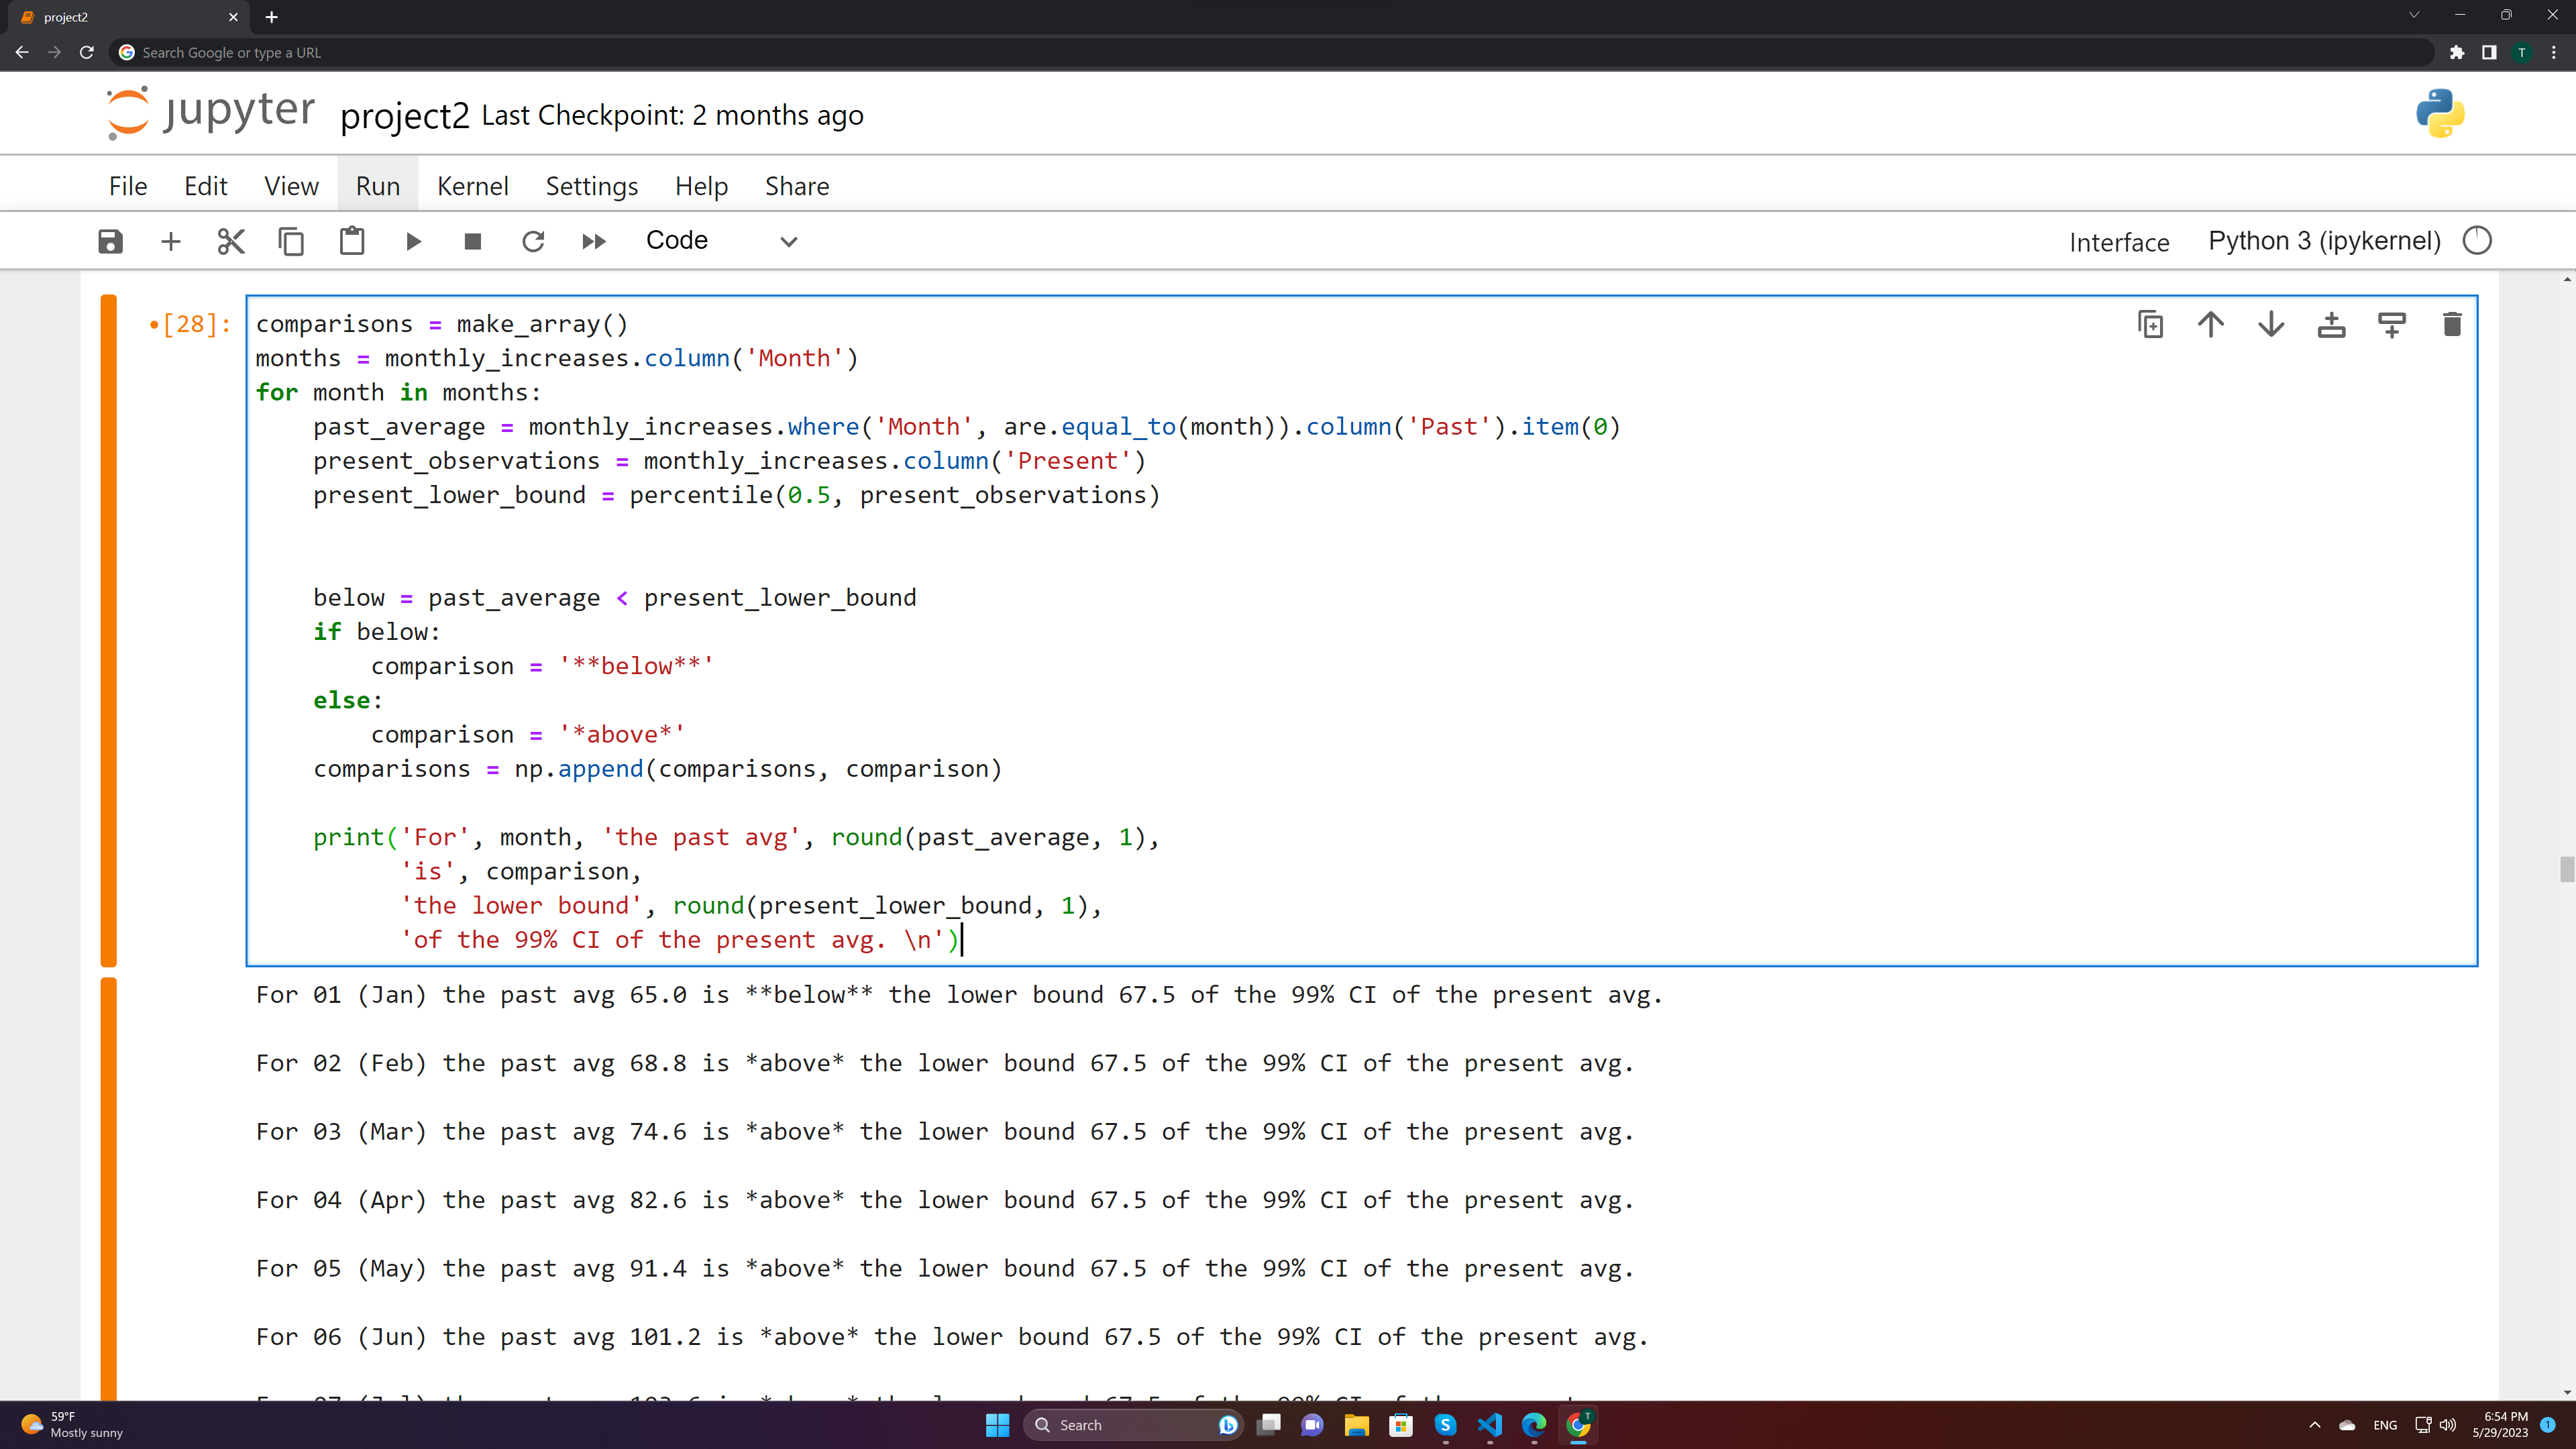 project2
Search Google or type a URL
T
jupyter project2 Last Checkpoint: 2 months ago
File Edit View Run Kernel Settings Help Share
Code Interface Python 3 (ipykernel)
•[28]: comparisons = make_array()
months = monthly_increases.column('Month')
for month in months:
    past_average = monthly_increases.where('Month', are.equal_to(month)).column('Past').item(0)
    present_observations = monthly_increases.column('Present')
    present_lower_bound = percentile(0.5, present_observations)
    below = past_average < present_lower_bound
    if below:
        comparison = '**below**'
    else:
        comparison = '*above*'
    comparisons = np.append(comparisons, comparison)
    print('For', month, 'the past avg', round(past_average, 1),
          'is', comparison,
          'the lower bound', round(present_lower_bound, 1),
          'of the 99% CI of the present avg. \n')
For 01 (Jan) the past avg 65.0 is **below** the lower bound 67.5 of the 99% CI of the present avg.
For 02 (Feb) the past avg 68.8 is *above* the lower bound 67.5 of the 99% CI of the present avg.
For 03 (Mar) the past avg 74.6 is *above* the lower bound 67.5 of the 99% CI of the present avg.
For 04 (Apr) the past avg 82.6 is *above* the lower bound 67.5 of the 99% CI of the present avg.
For 05 (May) the past avg 91.4 is *above* the lower bound 67.5 of the 99% CI of the present avg.
For 06 (Jun) the past avg 101.2 is *above* the lower bound 67.5 of the 99% CI of the present avg.
59°F
Mostly sunny
Search
T
ENG
6:54 PM
5/29/2023
1